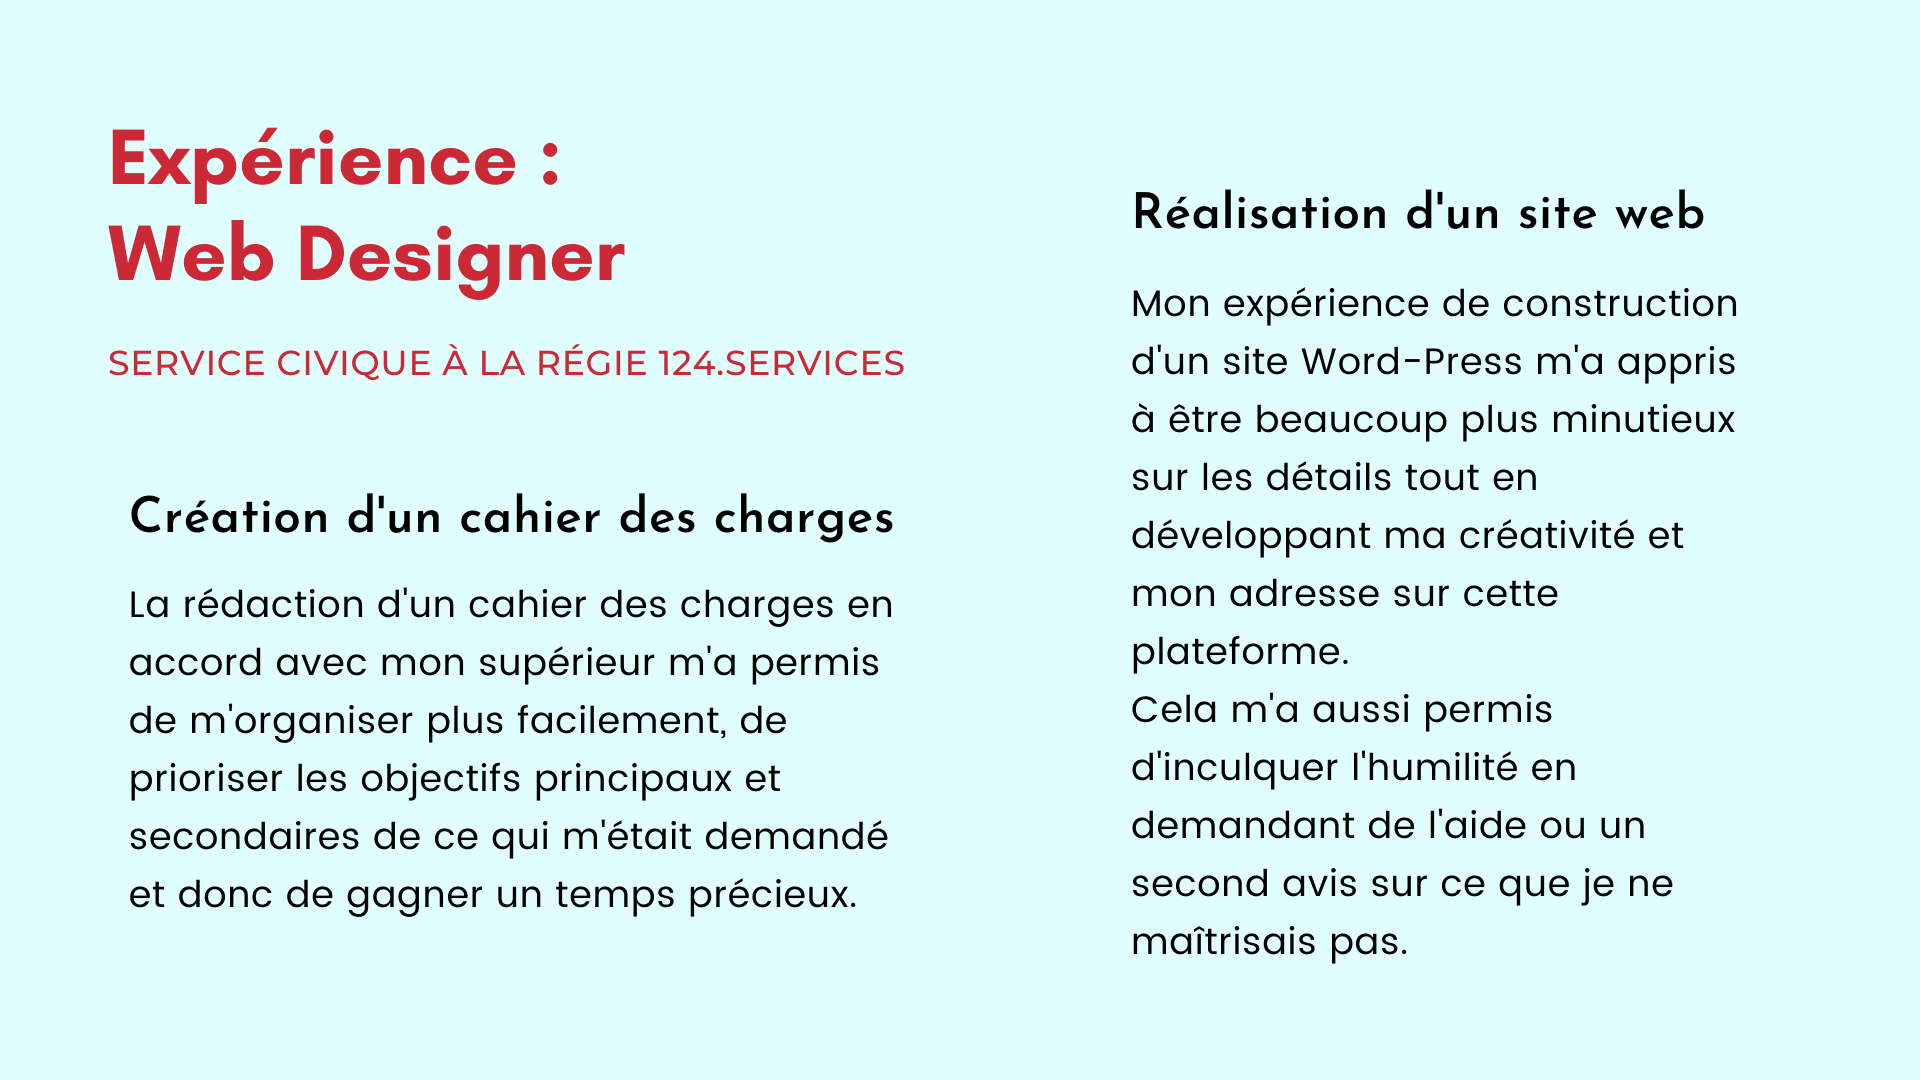 Expérience :
Web Designer
SERVICE CIVIQUE À LA RÉGIE 124.SERVICES
Création d'un cahier des charges
La rédaction d'un cahier des charges en
accord avec mon supérieur m'a permis
de m'organiser plus facilement, de
prioriser les objectifs principaux et
secondaires de ce qui m'était demandé
et donc de gagner un temps précieux.
Réalisation d'un site web
Mon expérience de construction
d'un site Word-Press m'a appris
à être beaucoup plus minutieux
sur les détails tout en
développant ma créativité et
mon adresse sur cette
plateforme.
Cela m'a aussi permis
d'inculquer l'humilité en
demandant de l'aide ou un
second avis sur ce que je ne
maîtrisais pas.